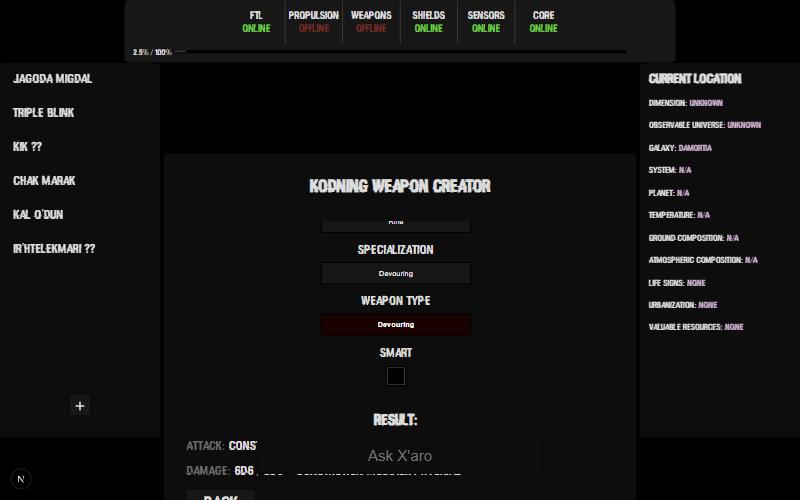 FTL
ONLINE
PROPULSION
OFFLINE
WEAPONS
OFFLINE
SHIELDS
ONLINE
SENSORS
ONLINE
CORE
ONLINE
2.5% / 100%
JAGODA MIGDAL
TRIPLE BLINK
KIK ??
CHAK MARAK
KAL O'DUN
IR'HTELEKMARI ??
+
KODNING WEAPON CREATOR
SPECIALIZATION
Devouring
WEAPON TYPE
Devouring
SMART
RESULT:
ATTACK: CONS
DAMAGE: 6D6
Ask X'aro
BACK
CURRENT LOCATION
DIMENSION: UNKNOWN
OBSERVABLE UNIVERSE: UNKNOWN
GALAXY: DAMORTIA
SYSTEM: N/A
PLANET: N/A
TEMPERATURE: N/A
GROUND COMPOSITION: N/A
ATMOSPHERIC COMPOSITION: N/A
LIFE SIGNS: NONE
URBANIZATION: NONE
VALUABLE RESOURCES: NONE
N